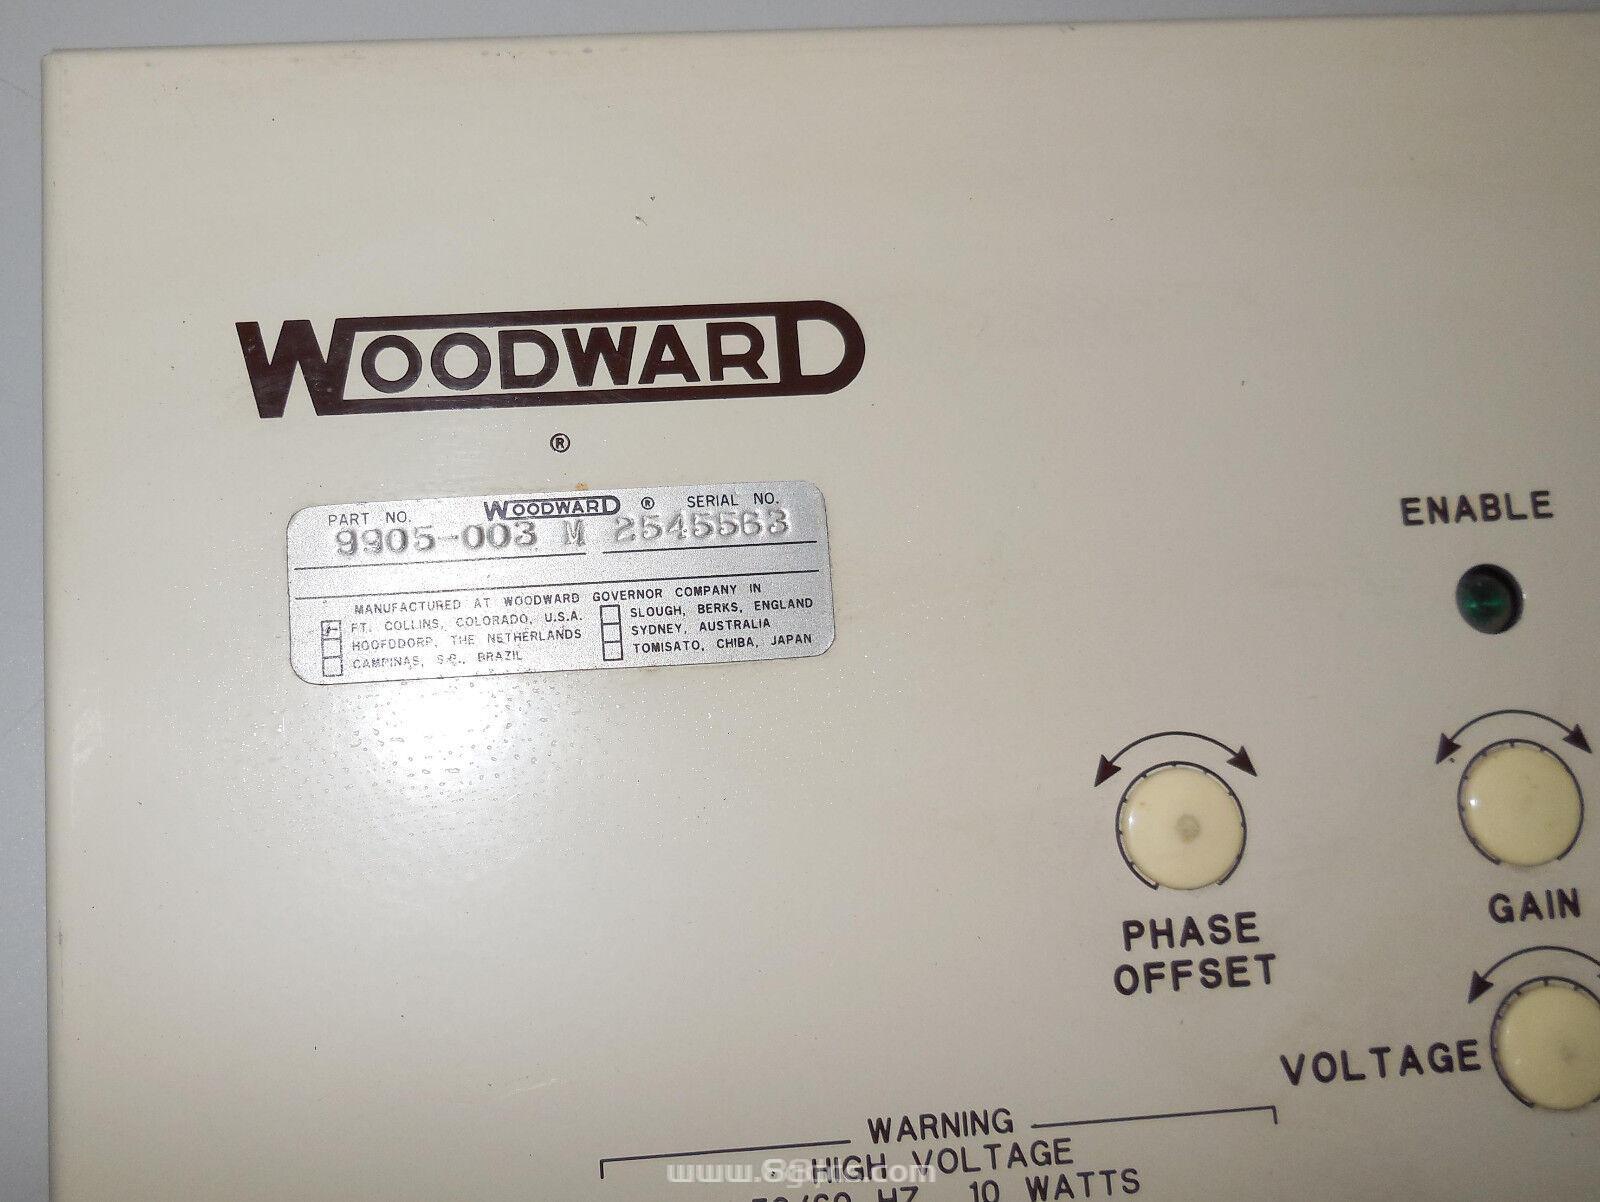 WOODWARD
®
PART NO. WOODWARD ® SERIAL NO.
9905-003 M 2545563
MANUFACTURED AT WOODWARD GOVERNOR COMPANY IN
FT. COLLINS, COLORADO, U.S.A.
HOOFDDORP, THE NETHERLANDS
CAMPINAS, S.P., BRAZIL
SLOUGH, BERKS, ENGLAND
SYDNEY, AUSTRALIA
TOMISATO, CHIBA, JAPAN
ENABLE
PHASE
OFFSET
GAIN
VOLTAGE
WARNING
HIGH VOLTAGE
50/60 HZ 10 WATTS